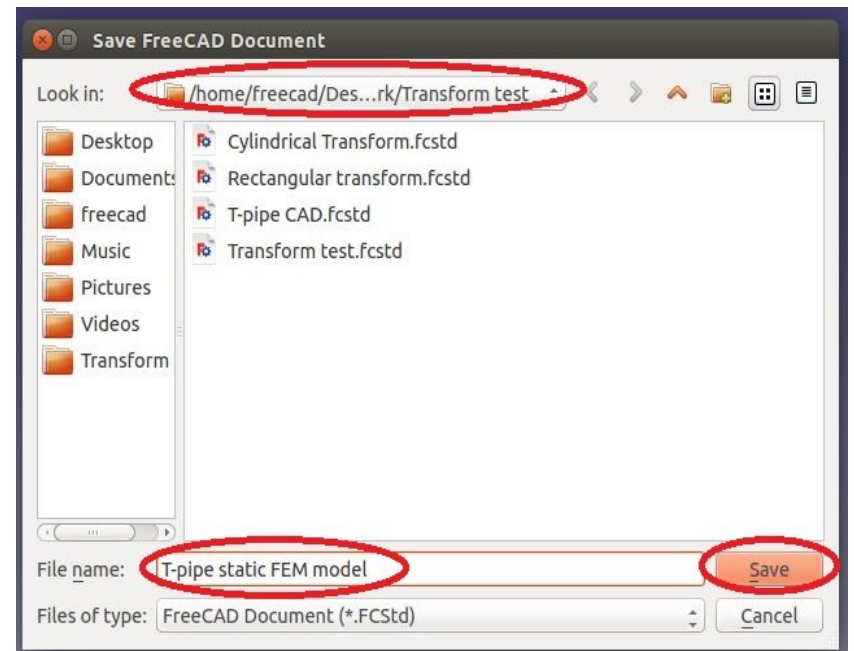 Save FreeCAD Document
Look in: /home/freecad/Des...rk/Transform test
Desktop
Documents
freecad
Music
Pictures
Videos
Transform
Cylindrical Transform.fcstd
Rectangular transform.fcstd
T-pipe CAD.fcstd
Transform test.fcstd
File name: T-pipe static FEM model Save
Files of type: FreeCAD Document (*.FCStd) Cancel